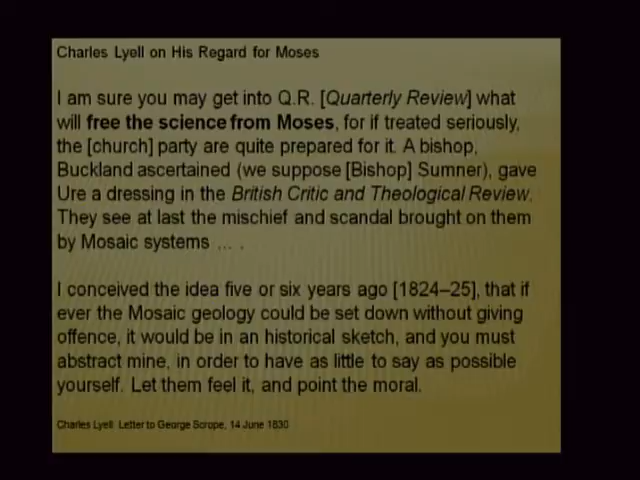 Charles Lyell on His Regard for Moses
I am sure you may get into Q.R. [Quarterly Review] what
will free the science from Moses, for if treated seriously,
the [church] party are quite prepared for it. A bishop,
Buckland ascertained (we suppose [Bishop] Sumner), gave
Ure a dressing in the British Critic and Theological Review.
They see at last the mischief and scandal brought on them
by Mosaic systems ... .
I conceived the idea five or six years ago [1824–25], that if
ever the Mosaic geology could be set down without giving
offence, it would be in an historical sketch, and you must
abstract mine, in order to have as little to say as possible
yourself. Let them feel it, and point the moral.
Charles Lyell Letter to George Scrope, 14 June 1830